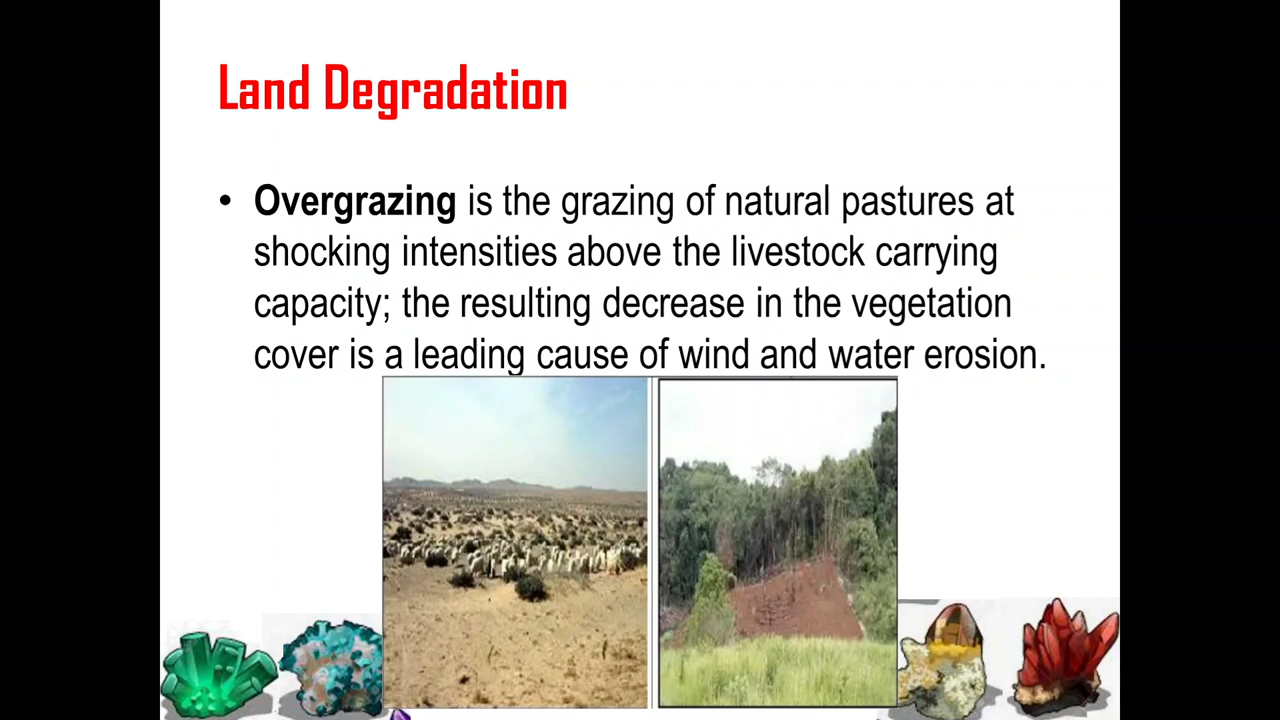 Land Degradation
• Overgrazing is the grazing of natural pastures at
shocking intensities above the livestock carrying
capacity; the resulting decrease in the vegetation
cover is a leading cause of wind and water erosion.